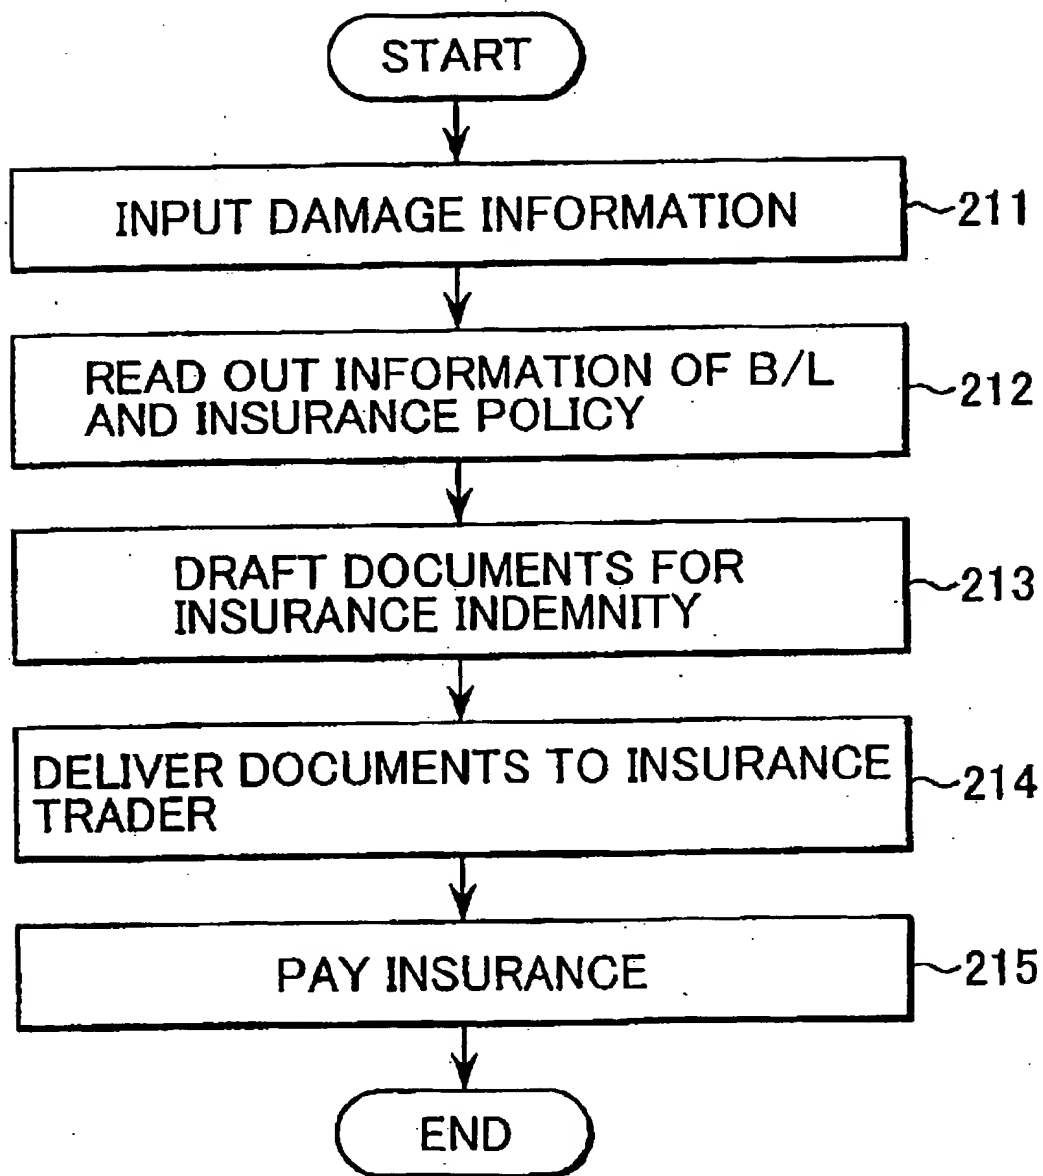 START
INPUT DAMAGE INFORMATION
211
READ OUT INFORMATION OF B/L
AND INSURANCE POLICY
212
DRAFT DOCUMENTS FOR
INSURANCE INDEMNITY
213
DELIVER DOCUMENTS TO INSURANCE
TRADER
214
PAY INSURANCE
215
END